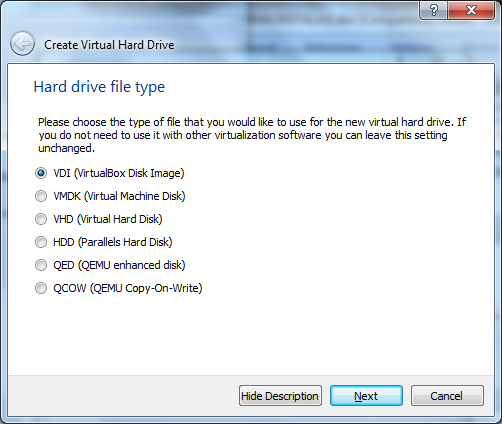 Create Virtual Hard Drive
Hard drive file type
Please choose the type of file that you would like to use for the new virtual hard drive. If
you do not need to use it with other virtualization software you can leave this setting
unchanged.
VDI (VirtualBox Disk Image)
VMDK (Virtual Machine Disk)
VHD (Virtual Hard Disk)
HDD (Parallels Hard Disk)
QED (QEMU enhanced disk)
QCOW (QEMU Copy-On-Write)
Hide Description
Next
Cancel